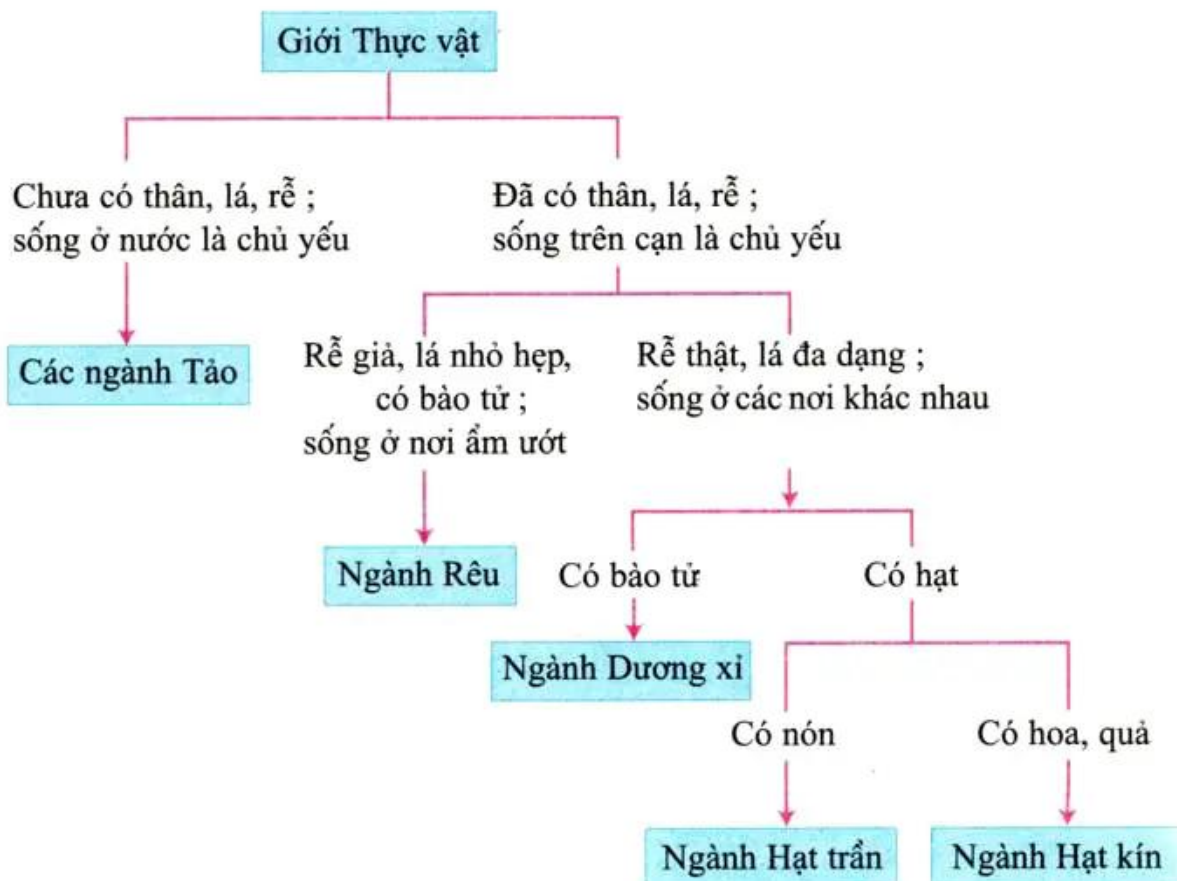 Giới Thực vật
Chưa có thân, lá, rễ ;
sống ở nước là chủ yếu
Đã có thân, lá, rễ ;
sống trên cạn là chủ yếu
Các ngành Tảo
Rễ giả, lá nhỏ hẹp,
có bào tử ;
sống ở nơi ẩm ướt
Rễ thật, lá đa dạng ;
sống ở các nơi khác nhau
Ngành Rêu
Có bào tử
Có hạt
Ngành Dương xỉ
Có nón
Có hoa, quả
Ngành Hạt trần
Ngành Hạt kín